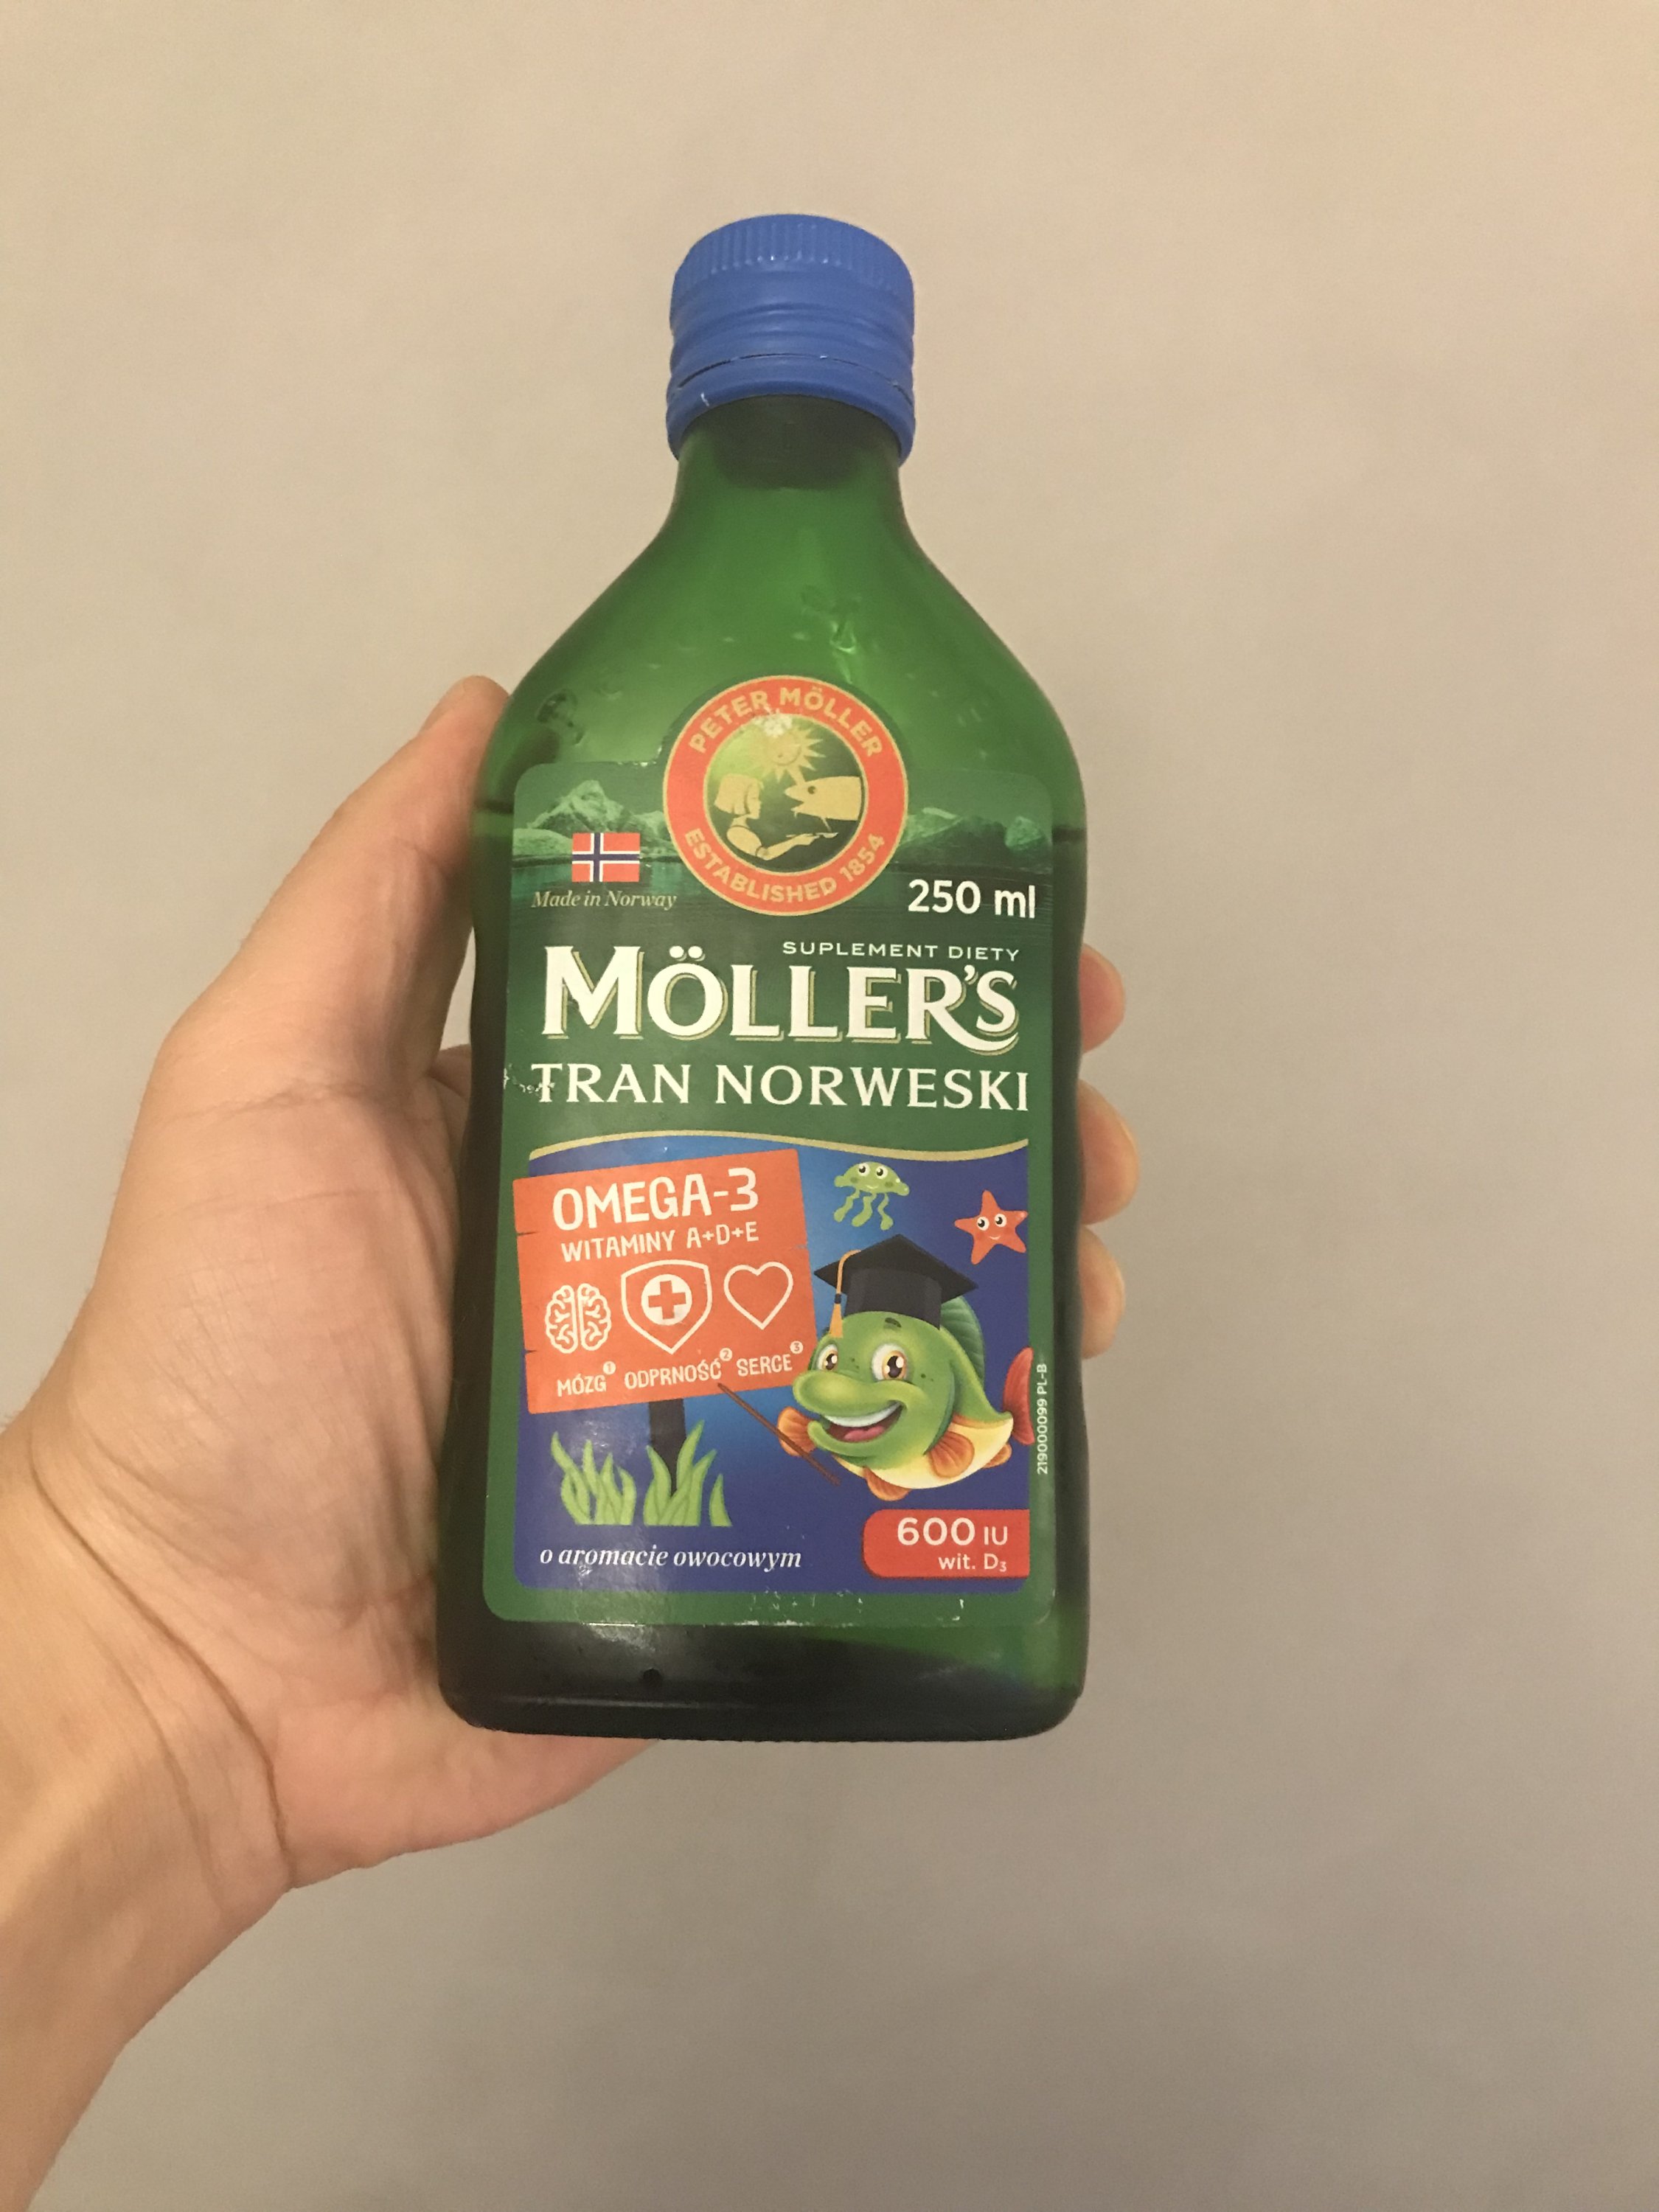 PETER MÖLLER
ESTABLISHED 1854
Made in Norway
250 ml
SUPLEMENT DIETY
MÖLLER'S
TRAN NORWESKI
OMEGA-3
WITAMINY A+D+E
MÓZG¹ ODPRNOŚĆ² SERCE³
219000099 PL-B
600 IU
wit. D₃
o aromacie owocowym